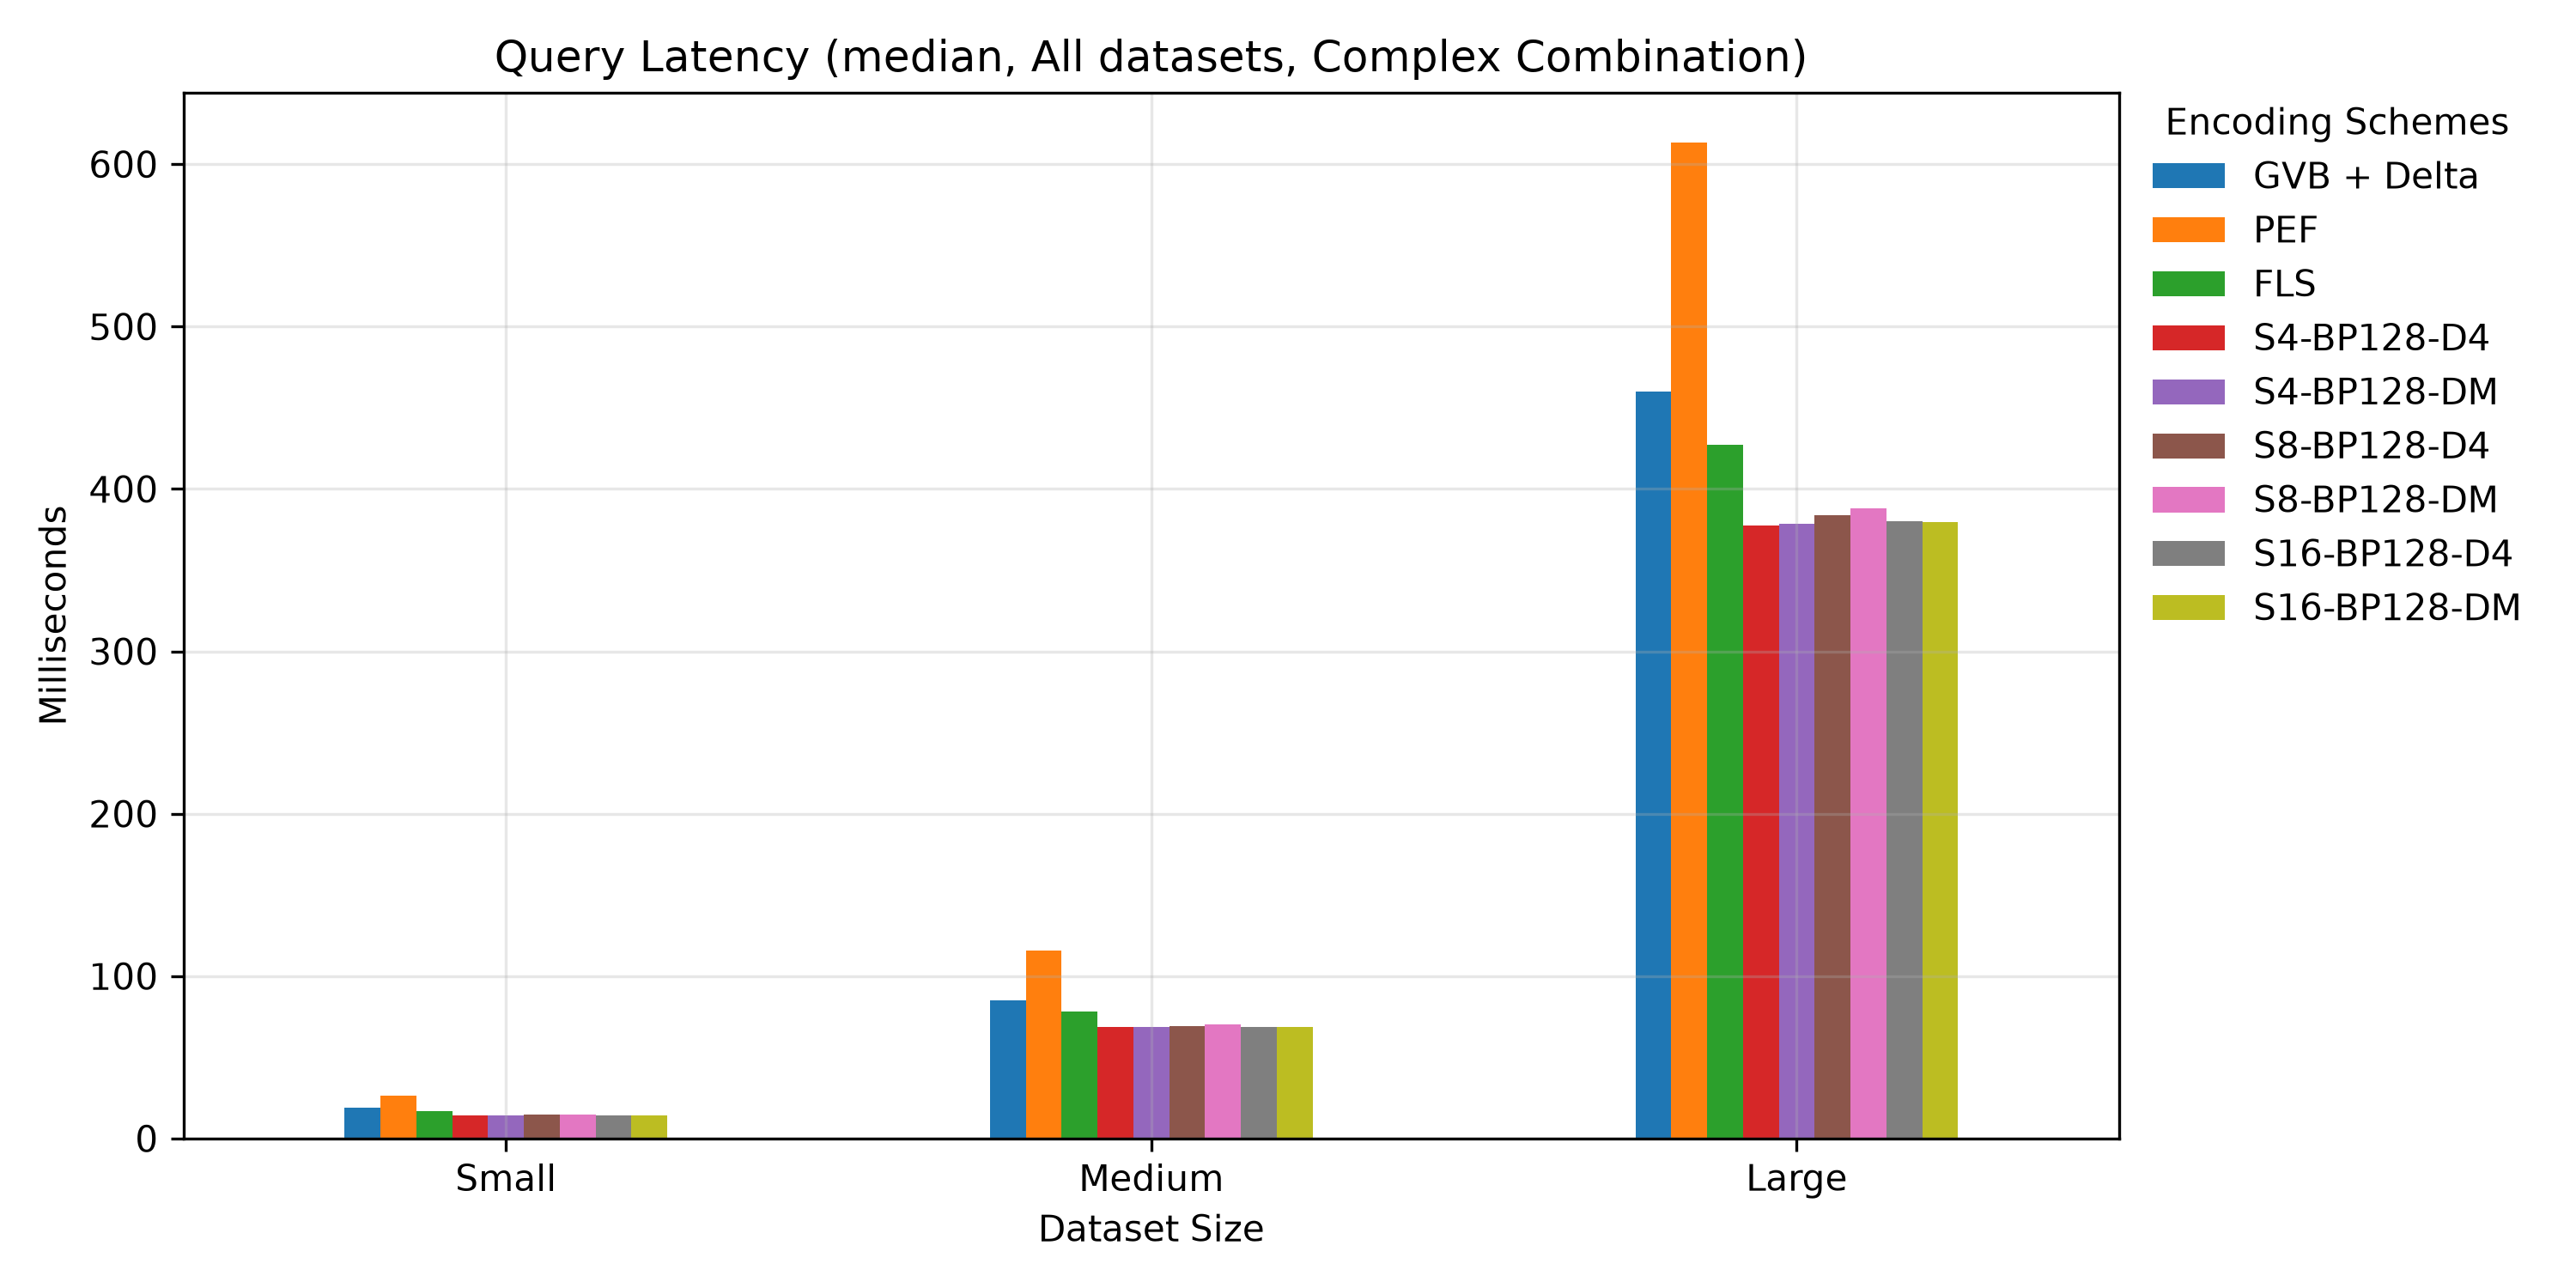 Query Latency (median, All datasets, Complex Combination)
Milliseconds
600
500
400
300
200
100
0
Small
Medium
Large
Dataset Size
Encoding Schemes
GVB + Delta
PEF
FLS
S4-BP128-D4
S4-BP128-DM
S8-BP128-D4
S8-BP128-DM
S16-BP128-D4
S16-BP128-DM